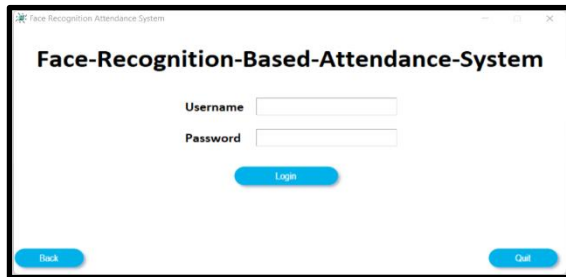 Face Recognition Attendance System
Face-Recognition-Based-Attendance-System
Username
Password
Login
Back
Quit